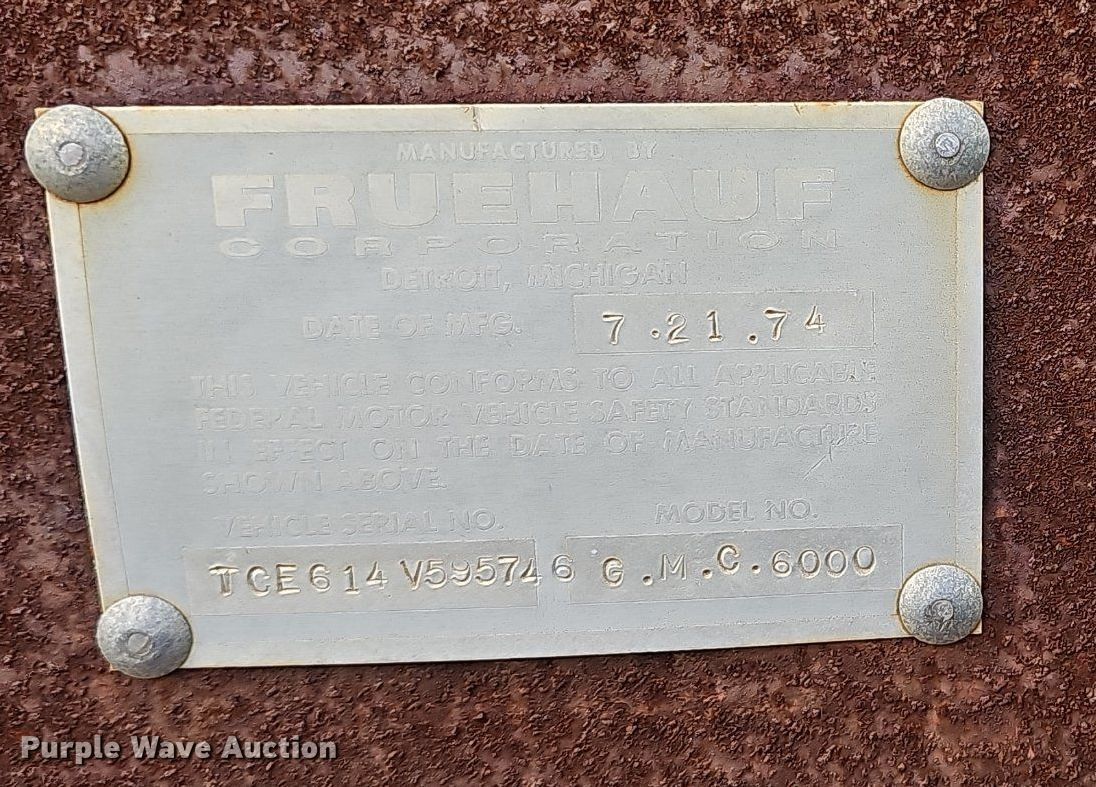 MANUFACTURED BY
FRUEHAUF
CORPORATION
DETROIT, MICHIGAN
DATE OF MFG. 7.21.74
THIS VEHICLE CONFORMS TO ALL APPLICABLE
FEDERAL MOTOR VEHICLE SAFETY STANDARDS
IN EFFECT ON THE DATE OF MANUFACTURE
SHOWN ABOVE.
VEHICLE SERIAL NO. MODEL NO.
TCE614V595746 G.M.C.6000
Purple Wave Auction